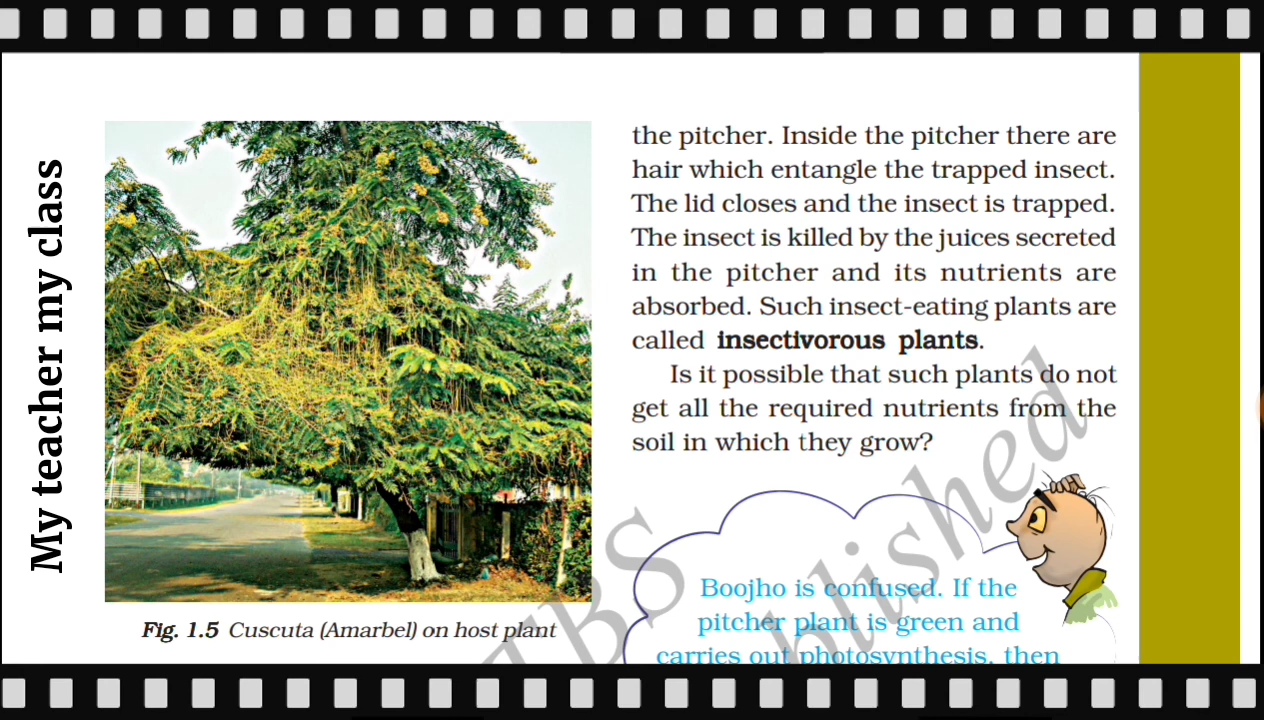 My teacher my class
Fig. 1.5 Cuscuta (Amarbel) on host plant
the pitcher. Inside the pitcher there are
hair which entangle the trapped insect.
The lid closes and the insect is trapped.
The insect is killed by the juices secreted
in the pitcher and its nutrients are
absorbed. Such insect-eating plants are
called insectivorous plants.
Is it possible that such plants do not
get all the required nutrients from the
soil in which they grow?
Boojho is confused. If the
pitcher plant is green and
carries out photosynthesis, then